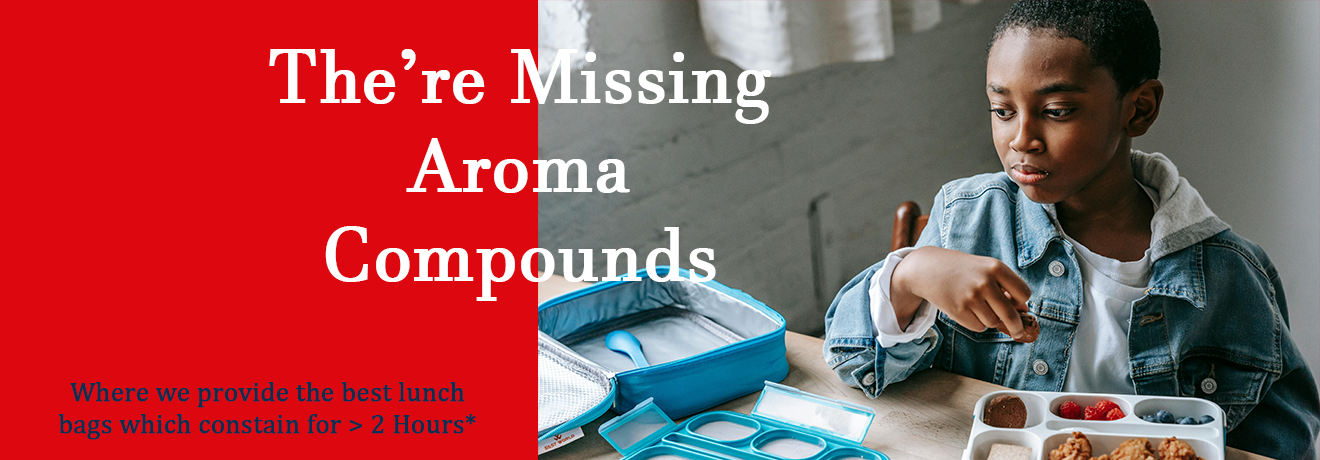 The’re Missing
Aroma
Compounds
Where we provide the best lunch
bags which constain for > 2 Hours*